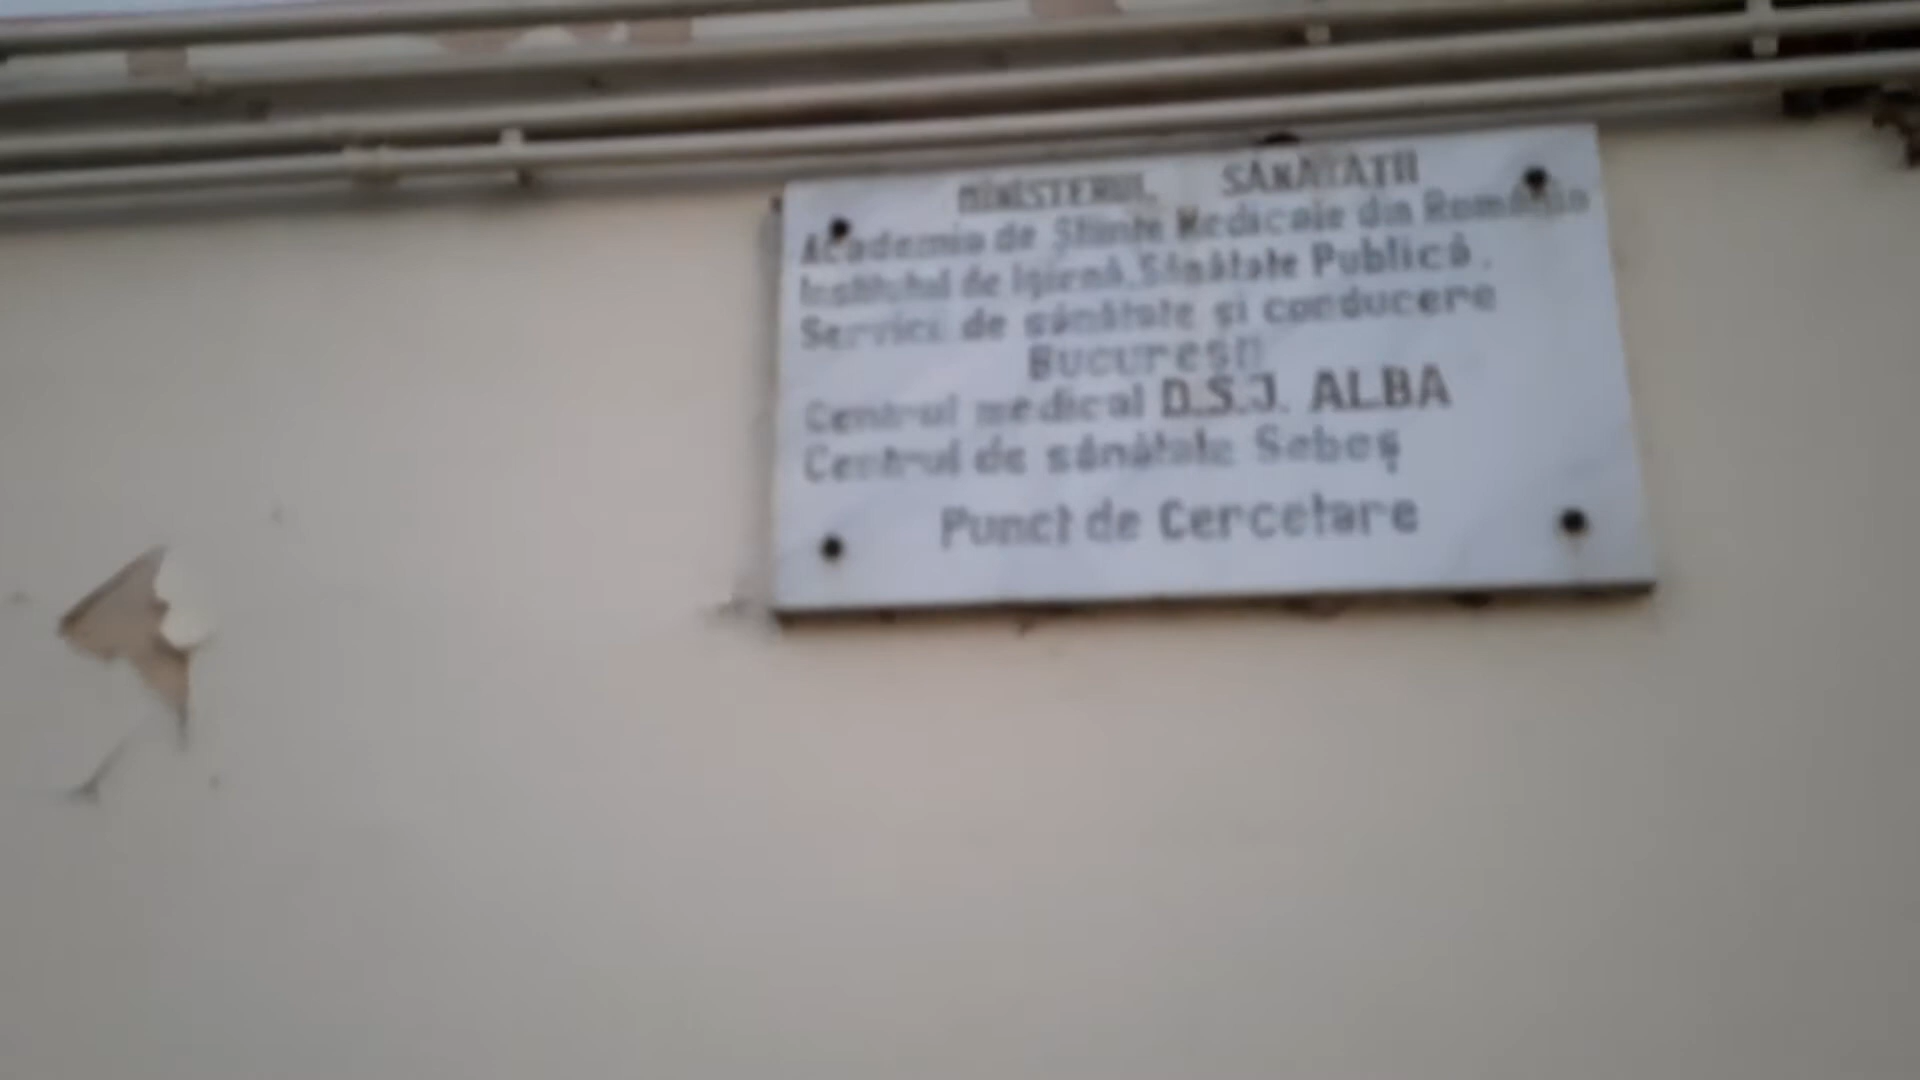 MINISTERUL SĂNĂTĂȚII
Academia de Științe Medicale din România
Institutul de Igienă, Sănătate Publică,
Servicii de sănătate și conducere
București
Centrul medical D.S.J. ALBA
Centrul de sănătate Sebeș
Punct de Cercetare